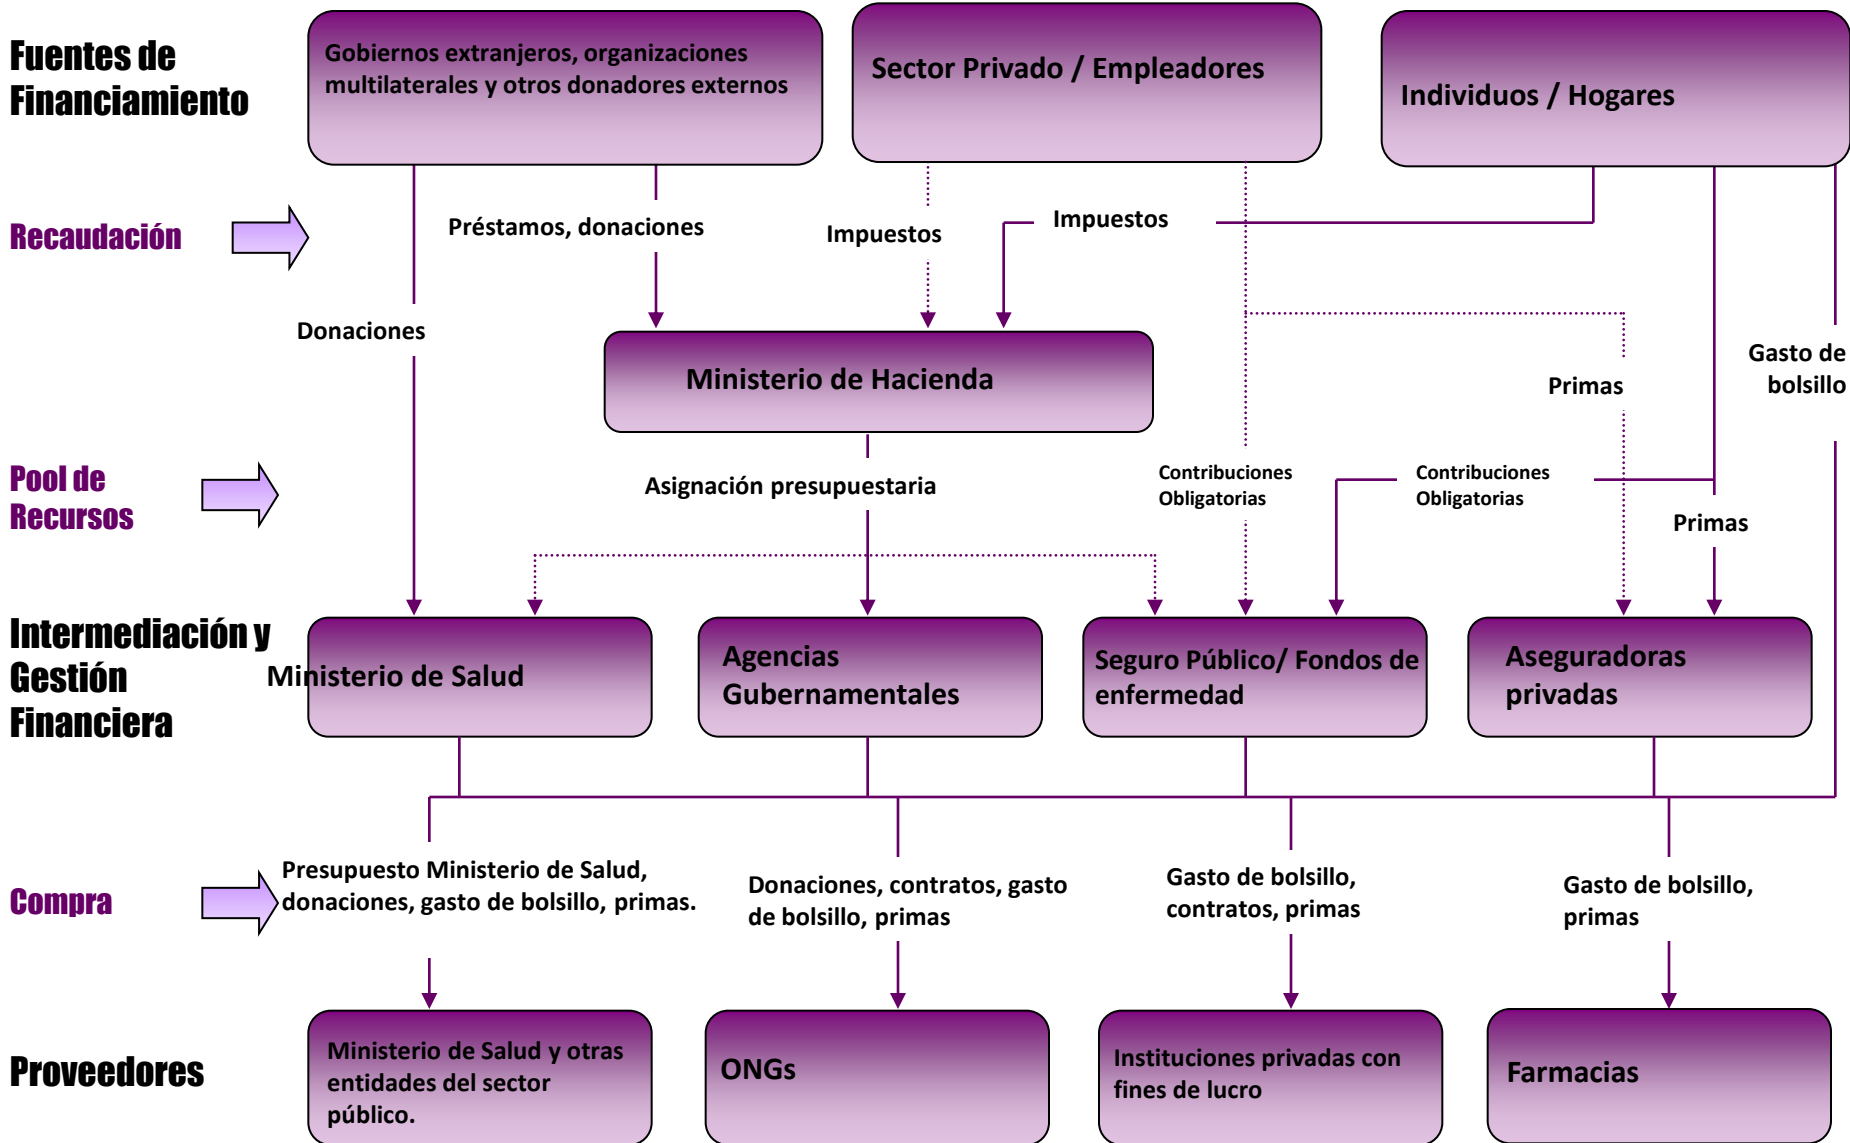 Fuentes de
Financiamiento
Gobiernos extranjeros, organizaciones
multilaterales y otros donadores externos
Sector Privado / Empleadores
Individuos / Hogares
Recaudación
Préstamos, donaciones
Impuestos
Impuestos
Donaciones
Ministerio de Hacienda
Primas
Gasto de
bolsillo
Pool de
Recursos
Asignación presupuestaria
Contribuciones
Obligatorias
Contribuciones
Obligatorias
Primas
Intermediación y
Gestión
Financiera
Ministerio de Salud
Agencias
Gubernamentales
Seguro Público/ Fondos de
enfermedad
Aseguradoras
privadas
Compra
Presupuesto Ministerio de Salud,
donaciones, gasto de bolsillo, primas.
Donaciones, contratos, gasto
de bolsillo, primas
Gasto de bolsillo,
contratos, primas
Gasto de bolsillo,
primas
Proveedores
Ministerio de Salud y otras
entidades del sector
público.
ONGs
Instituciones privadas con
fines de lucro
Farmacias